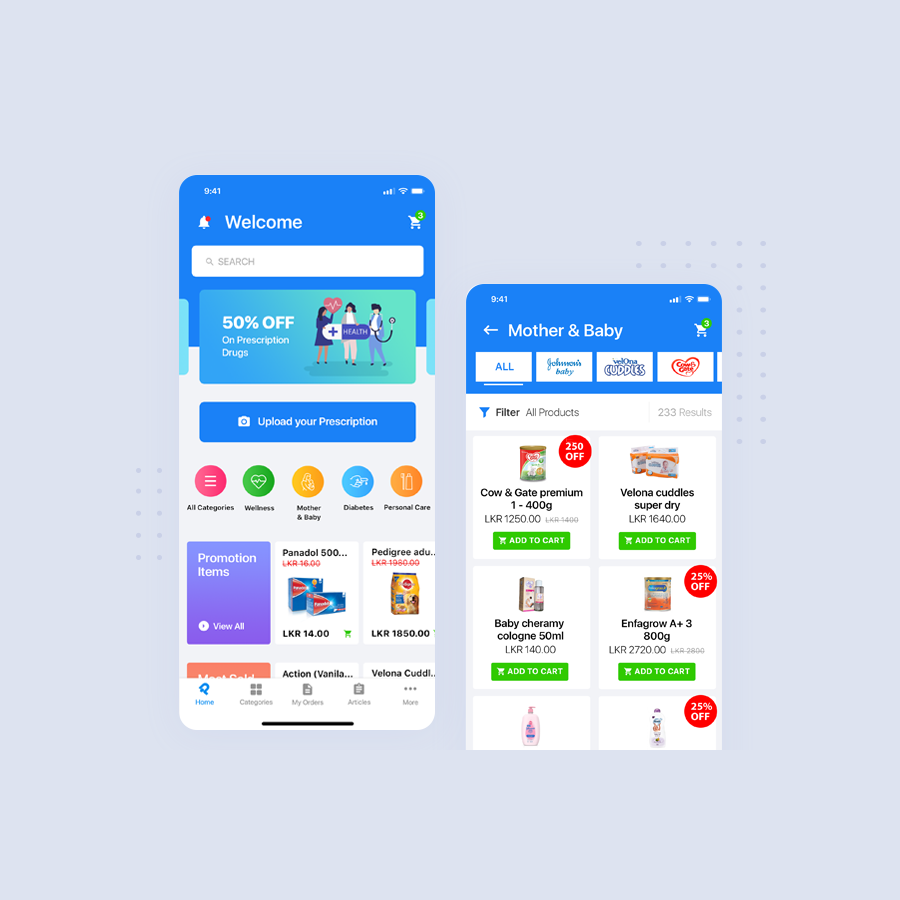 9:41
Welcome
3
SEARCH
50% OFF
On Prescription
Drugs
HEALTH
Upload your Prescription
All Categories
Wellness
Mother
& Baby
Diabetes
Personal Care
Promotion
Items
View All
Panadol 500...
LKR 16.00
Panadol
LKR 14.00
Pedigree adu..
LKR 1980.00
LKR 1850.00
Most Sold
Action (Vanila...
Velona Cuddl..
Home
Categories
My Orders
Articles
More
9:41
Mother & Baby
3
ALL
Johnson's
baby
velOna
CUDDLES
Cow &
Gate
Filter All Products
233 Results
250
OFF
Cow & Gate premium
1 - 400g
LKR 1250.00 LKR 1400
ADD TO CART
Velona cuddles
super dry
LKR 1640.00
ADD TO CART
Baby cheramy
cologne 50ml
LKR 140.00
ADD TO CART
25%
OFF
Enfagrow A+ 3
800g
LKR 2720.00 LKR 2800
ADD TO CART
25%
OFF